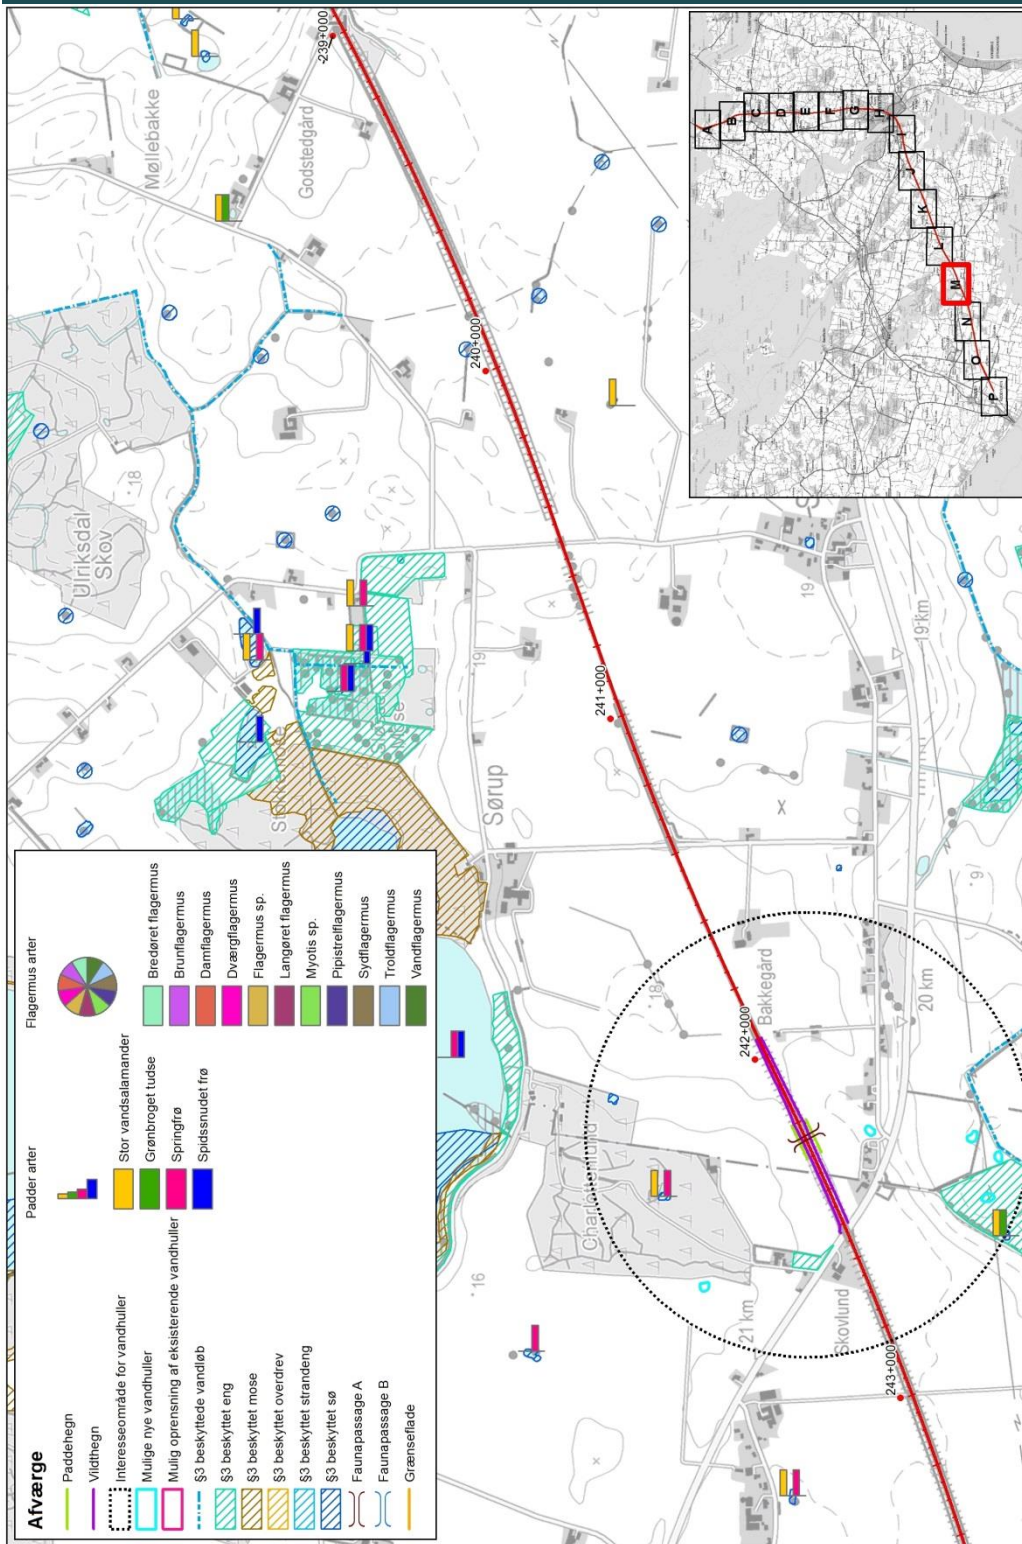 Afværge
Paddehegn
Vildthegn
Interesseområde for vandhuller
Mulige nye vandhuller
Mulig oprensning af eksisterende vandhuller
§3 beskyttede vandløb
§3 beskyttet eng
§3 beskyttet mose
§3 beskyttet overdrev
§3 beskyttet strandeng
§3 beskyttet sø
Faunapassage A
Faunapassage B
Grænseflade
Padder arter
Stor vandsalamander
Grønbroget tudse
Springfrø
Spidssnudet frø
Flagermus arter
Bredøret flagermus
Brunflagermus
Damflagermus
Dværgflagermus
Flagermus sp.
Langøret flagermus
Myotis sp.
Pipistrelflagermus
Sydflagermus
Troldflagermus
Vandflagermus
Møllebakke
Godstedgård
239+000
240+000
Ulriksdal
Skov
18
19
19
241+000
Sørup
19 km
16
18
Charlottenlund
242+000
Bakkegård
20 km
9
21 km
Skovlund
243+000
A
B
C
D
E
F
G
H
I
J
K
L
M
N
O
P